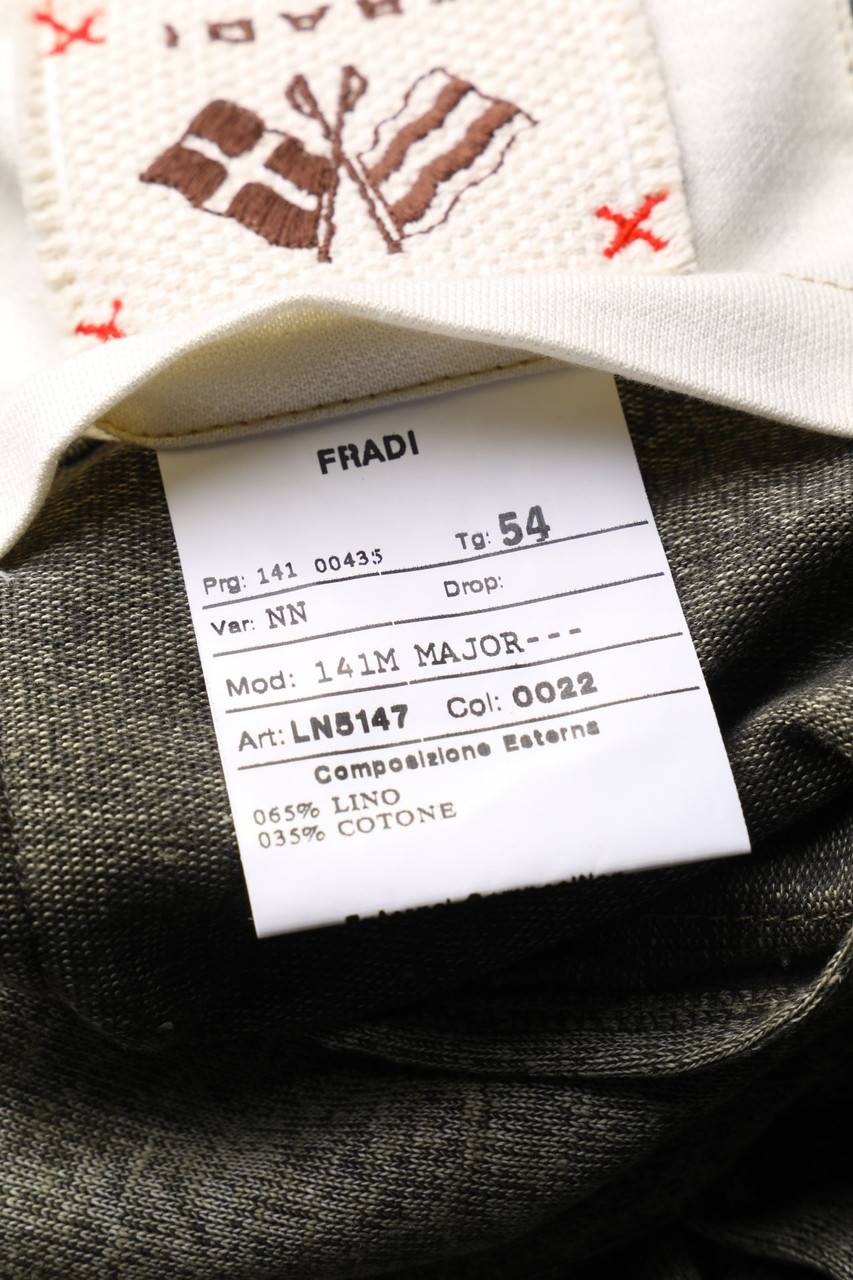 FRADI
Prg: 141 00435 Tg: 54
Var: NN Drop:
Mod: 141M MAJOR---
Art: LN5147 Col: 0022
Composizione Esterna
065% LINO
035% COTONE